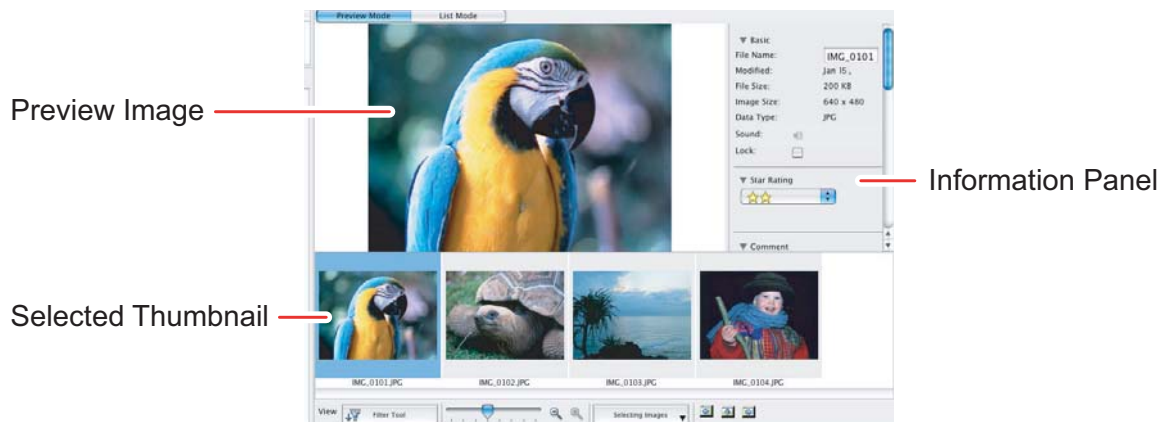 Preview Mode List Mode
Basic
File Name: IMG_0101
Modified: Jan 15,
File Size: 200 KB
Image Size: 640 x 480
Data Type: JPG
Sound:
Lock:
Star Rating
Comment
Preview Image
Information Panel
Selected Thumbnail
IMG_0101.JPG IMG_0102.JPG IMG_0103.JPG IMG_0104.JPG
View Filter Tool Selecting Images